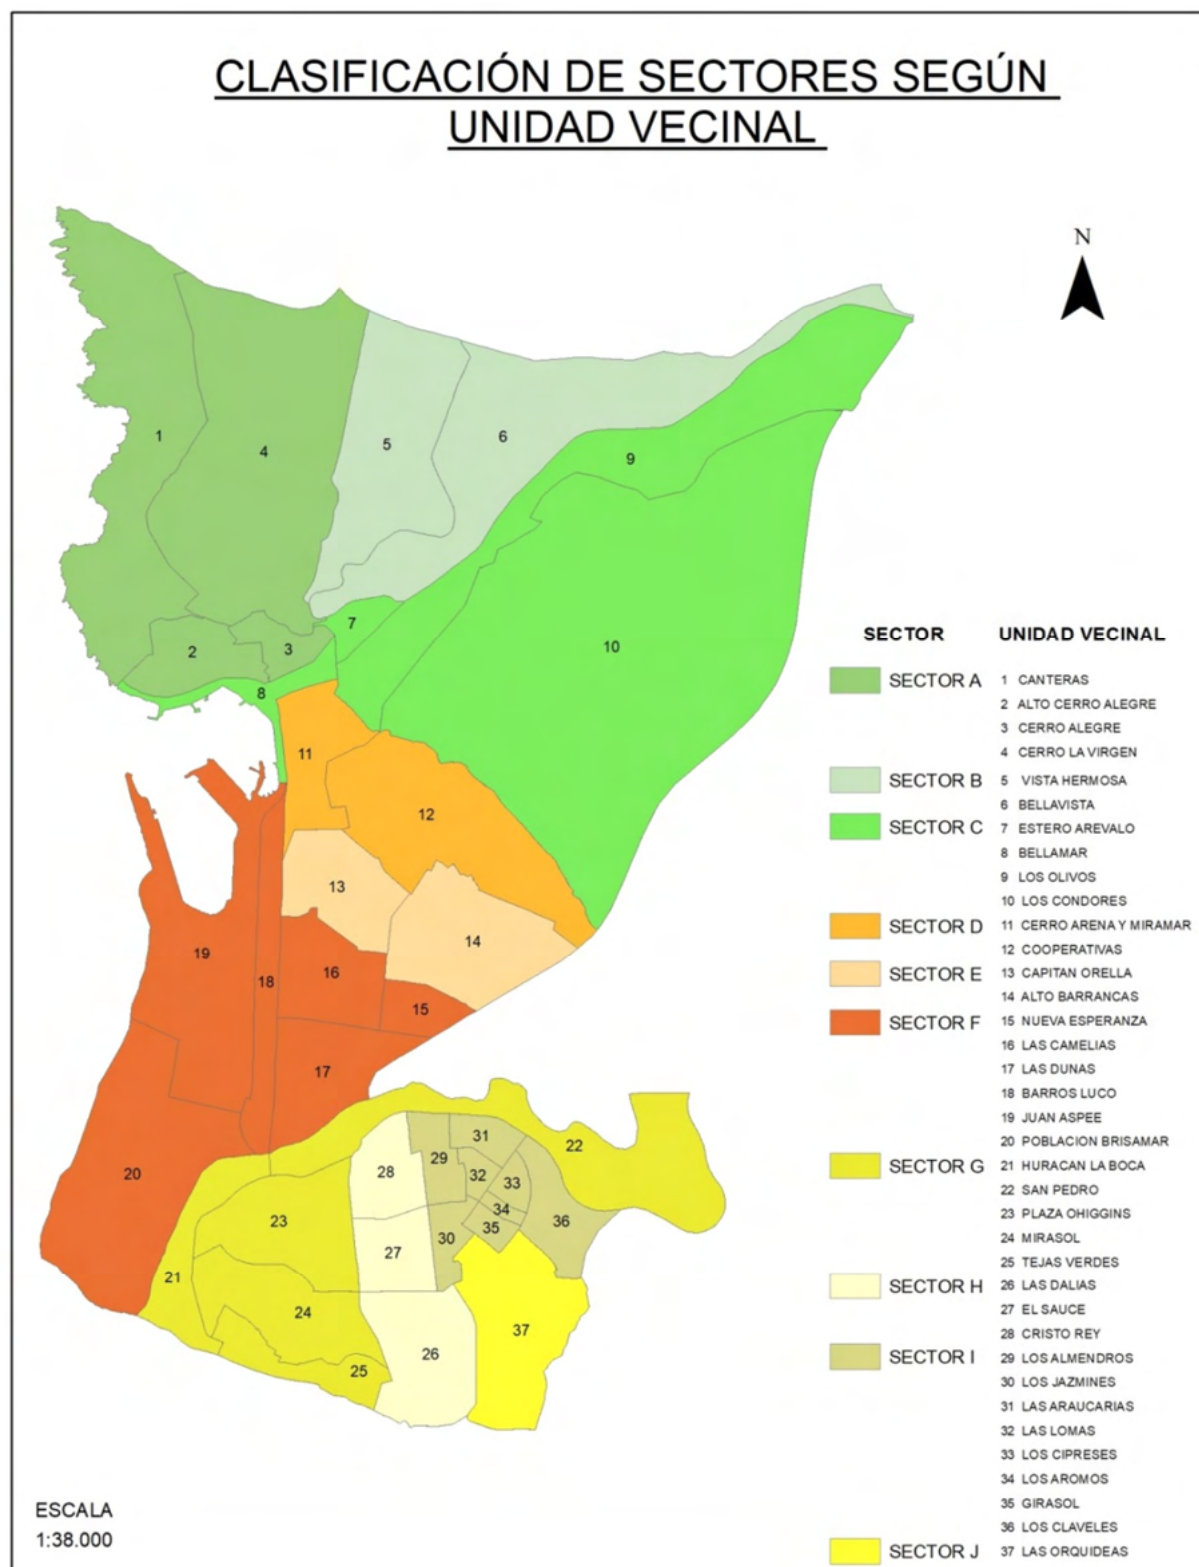 CLASIFICACIÓN DE SECTORES SEGÚN
UNIDAD VECINAL
N
1
4
5
6
9
7
10
2
3
8
11
12
13
14
19
18
16
15
17
20
22
31
29
28
32
33
34
36
35
23
30
27
21
24
37
26
25
SECTOR UNIDAD VECINAL
SECTOR A 1 CANTERAS
2 ALTO CERRO ALEGRE
3 CERRO ALEGRE
4 CERRO LA VIRGEN
SECTOR B 5 VISTA HERMOSA
6 BELLAVISTA
SECTOR C 7 ESTERO AREVALO
8 BELLAMAR
9 LOS OLIVOS
10 LOS CONDORES
SECTOR D 11 CERRO ARENA Y MIRAMAR
12 COOPERATIVAS
SECTOR E 13 CAPITAN ORELLA
14 ALTO BARRANCAS
SECTOR F 15 NUEVA ESPERANZA
16 LAS CAMELIAS
17 LAS DUNAS
18 BARROS LUCO
19 JUAN ASPEE
20 POBLACION BRISAMAR
SECTOR G 21 HURACAN LA BOCA
22 SAN PEDRO
23 PLAZA OHIGGINS
24 MIRASOL
25 TEJAS VERDES
SECTOR H 26 LAS DALIAS
27 EL SAUCE
28 CRISTO REY
SECTOR I 29 LOS ALMENDROS
30 LOS JAZMINES
31 LAS ARAUCARIAS
32 LAS LOMAS
33 LOS CIPRESES
34 LOS AROMOS
35 GIRASOL
36 LOS CLAVELES
SECTOR J 37 LAS ORQUIDEAS
ESCALA
1:38.000